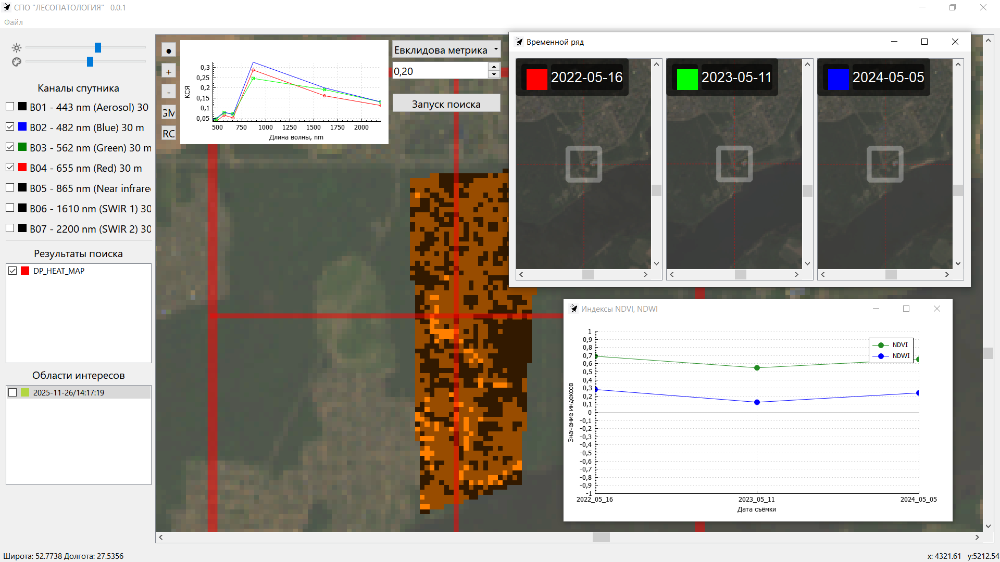 СПО "ЛЕСОПАТОЛОГИЯ" 0.0.1
Файл
Каналы спутника
B01 - 443 nm (Aerosol) 30
B02 - 482 nm (Blue) 30 m
B03 - 562 nm (Green) 30 m
B04 - 655 nm (Red) 30 m
B05 - 865 nm (Near infrare
B06 - 1610 nm (SWIR 1) 30
B07 - 2200 nm (SWIR 2) 30
Результаты поиска
DP_HEAT_MAP
Области интересов
2025-11-26/14:17:19
●
+
-
GM
RC
КСЯ
0,3
0,25
0,2
0,15
0,1
0,05
500 750 1000 1250 1500 1750 2000
Длина волны, nm
Евклидова метрика
0,20
Запуск поиска
Временной ряд
2022-05-16
2023-05-11
2024-05-05
Индексы NDVI, NDWI
Значение индексов
1
0,9
0,8
0,7
0,6
0,5
0,4
0,3
0,2
0,1
0
-0,1
-0,2
-0,3
-0,4
-0,5
-0,6
-0,7
-0,8
-0,9
-1
NDVI
NDWI
2022_05_16 2023_05_11 2024_05_05
Дата съёмки
Широта: 52.7738 Долгота: 27.5356
x: 4321.61 y:5212.54